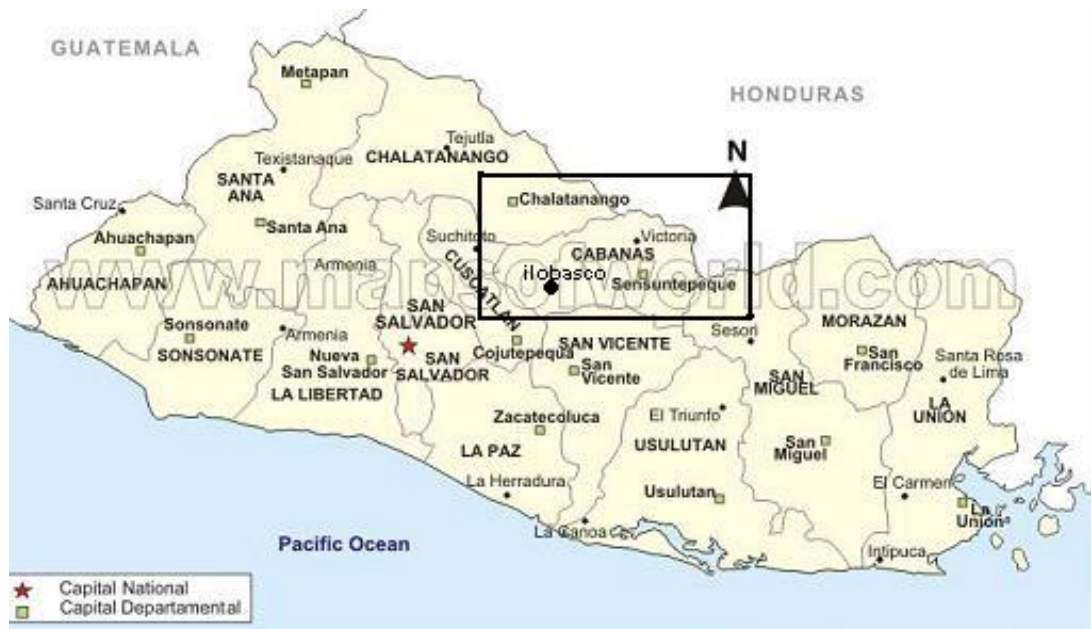 GUATEMALA
Metapan
HONDURAS
Tejutla
CHALATANANGO
N
Texistanaque
SANTA
ANA
Santa Cruz
Chalatanango
Ahuachapan
Santa Ana
Suchitoto
Victoria
CABANAS
www.mapsofworld.com
Armenia
ilobasco
Sensuntepeque
AHUACHAPAN
CUSCATLAN
SAN
SALVADOR
Sonsonate
SONSONATE
Armenia
Nueva
San Salvador
LA LIBERTAD
SAN
SALVADOR
Cojutepequa
SAN VICENTE
San
Vicente
Sesori
MORAZAN
San
Francisco
Santa Rosa
de Lima
SAN
MIGUEL
LA
UNION
Zacatecoluca
El Triunfo
USULUTAN
LA PAZ
San
Miguel
La Herradura
Usulutan
El Carmen
La
Union
La Canoa
Intipuca
Pacific Ocean
Capital National
Capital Departamental